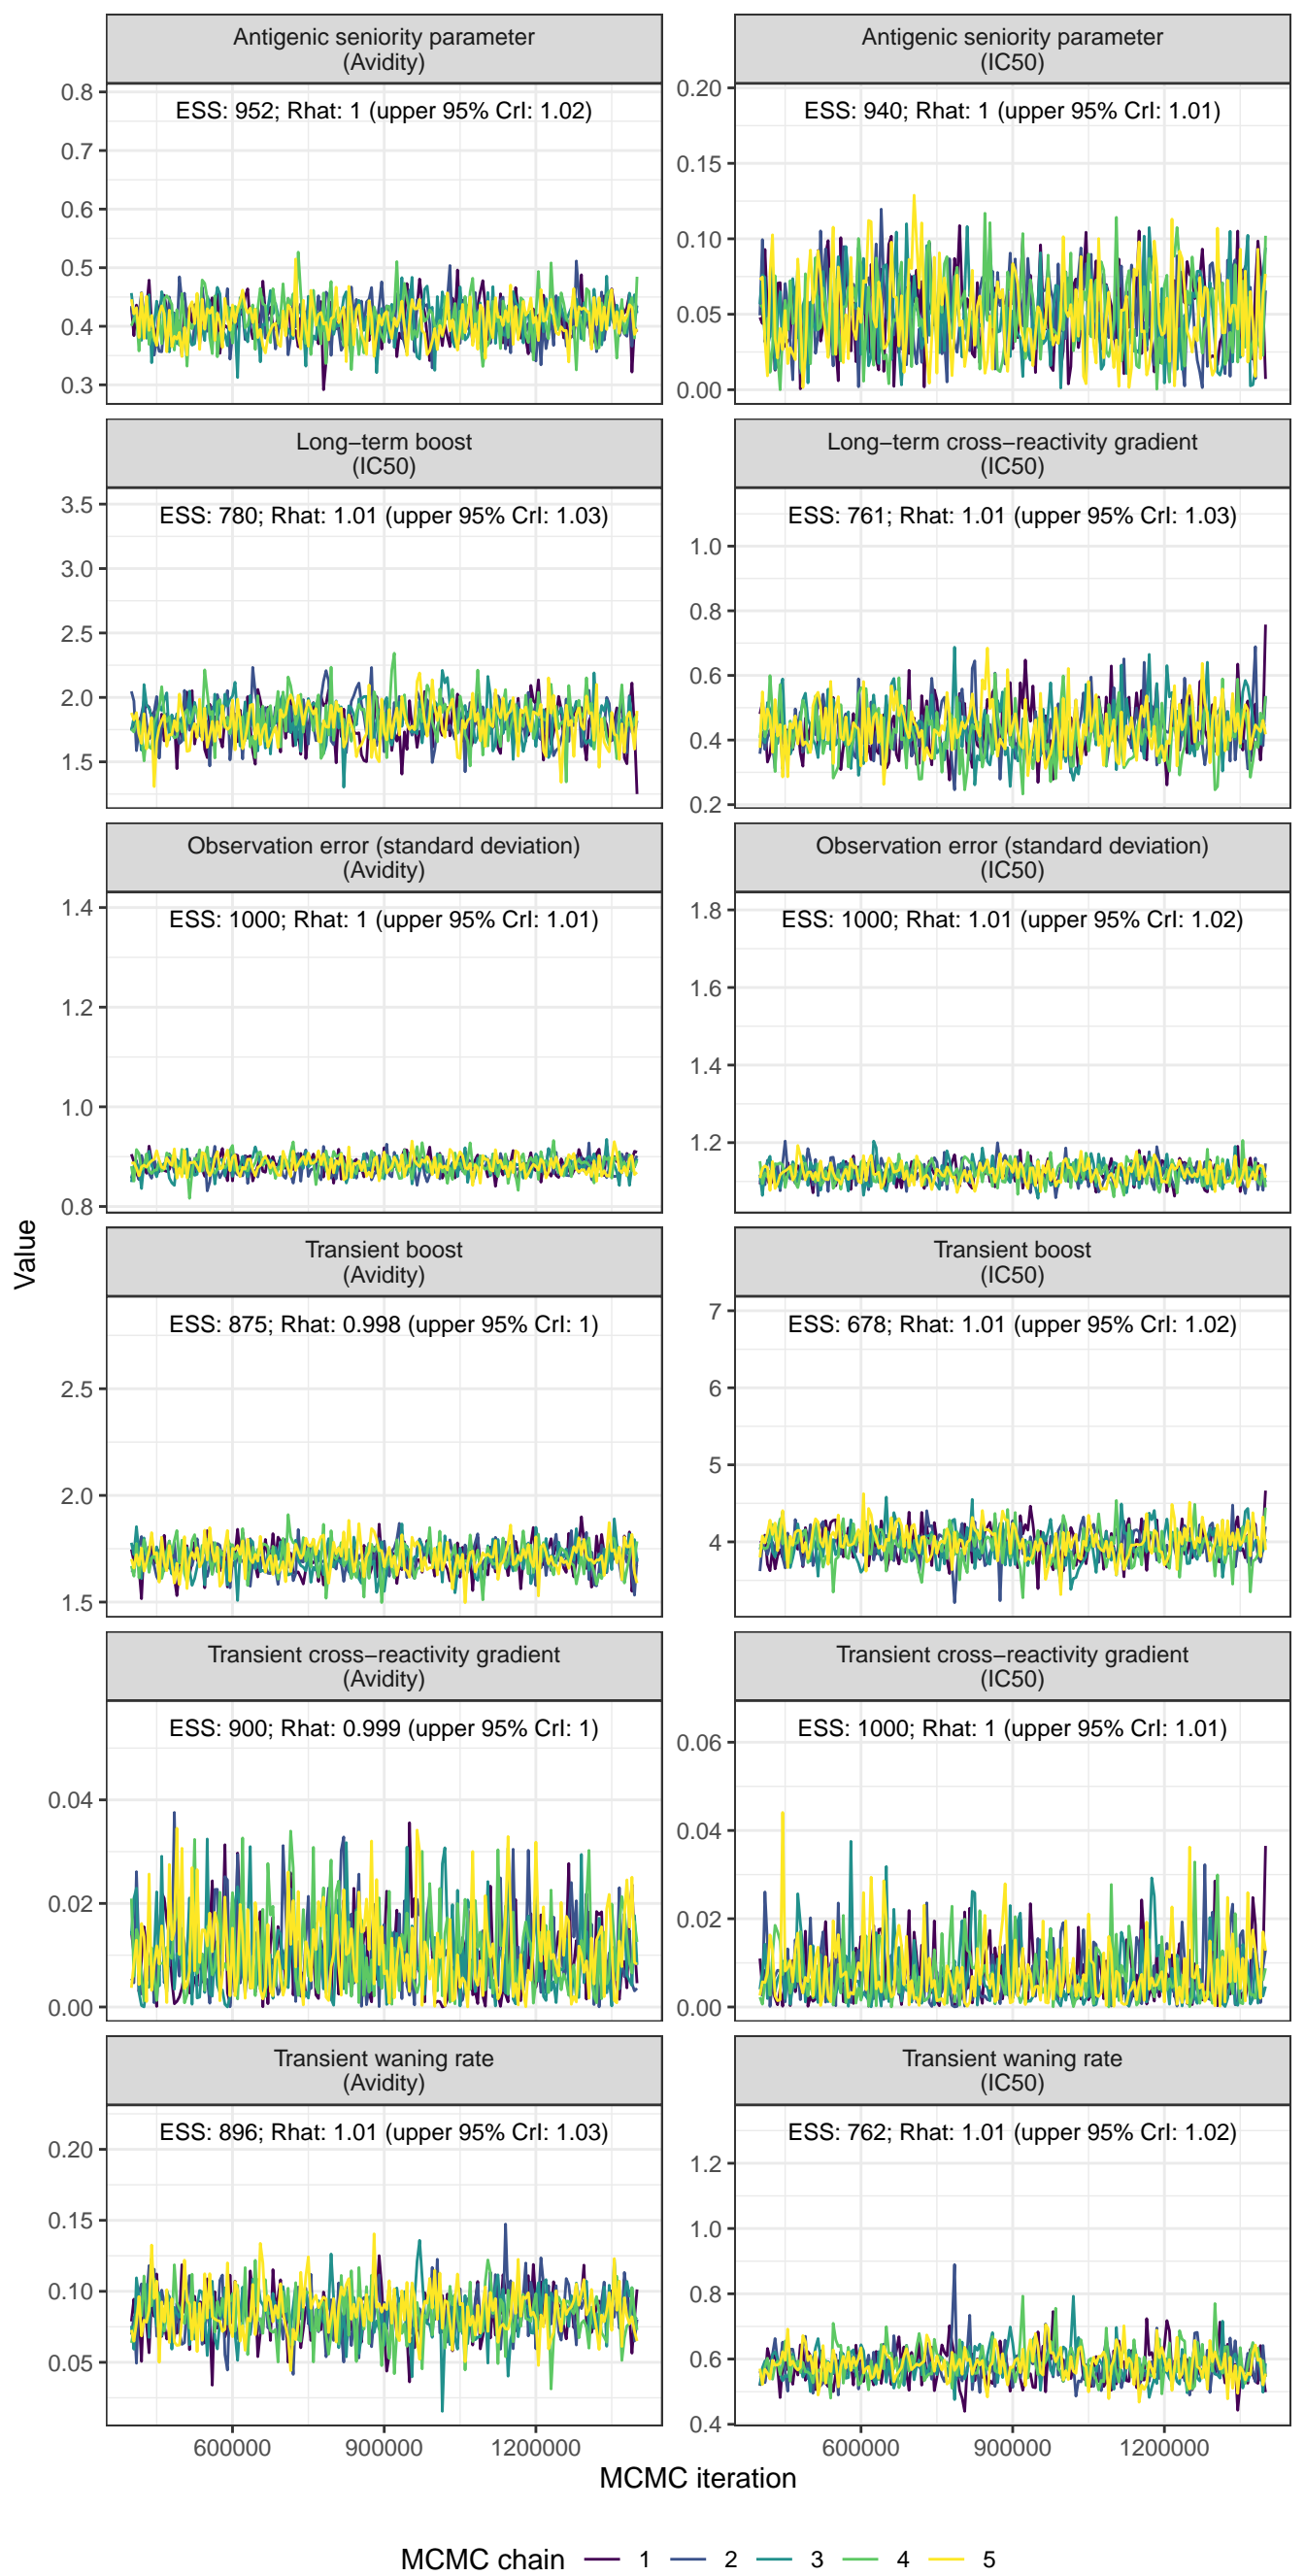 Antigenic seniority parameter
(Avidity)
ESS: 952; Rhat: 1 (upper 95% CrI: 1.02)
0.8
0.7
0.6
0.5
0.4
0.3
Antigenic seniority parameter
(IC50)
ESS: 940; Rhat: 1 (upper 95% CrI: 1.01)
0.20
0.15
0.10
0.05
0.00
Long−term boost
(IC50)
ESS: 780; Rhat: 1.01 (upper 95% CrI: 1.03)
3.5
3.0
2.5
2.0
1.5
Long−term cross−reactivity gradient
(IC50)
ESS: 761; Rhat: 1.01 (upper 95% CrI: 1.03)
1.0
0.8
0.6
0.4
0.2
Observation error (standard deviation)
(Avidity)
ESS: 1000; Rhat: 1 (upper 95% CrI: 1.01)
1.4
1.2
1.0
0.8
Observation error (standard deviation)
(IC50)
ESS: 1000; Rhat: 1.01 (upper 95% CrI: 1.02)
1.8
1.6
1.4
1.2
Value
Transient boost
(Avidity)
ESS: 875; Rhat: 0.998 (upper 95% CrI: 1)
2.5
2.0
1.5
Transient boost
(IC50)
ESS: 678; Rhat: 1.01 (upper 95% CrI: 1.02)
7
6
5
4
Transient cross−reactivity gradient
(Avidity)
ESS: 900; Rhat: 0.999 (upper 95% CrI: 1)
0.04
0.02
0.00
Transient cross−reactivity gradient
(IC50)
ESS: 1000; Rhat: 1 (upper 95% CrI: 1.01)
0.06
0.04
0.02
0.00
Transient waning rate
(Avidity)
ESS: 896; Rhat: 1.01 (upper 95% CrI: 1.03)
0.20
0.15
0.10
0.05
600000 900000 1200000
Transient waning rate
(IC50)
ESS: 762; Rhat: 1.01 (upper 95% CrI: 1.02)
1.2
1.0
0.8
0.6
0.4
600000 900000 1200000
MCMC iteration
MCMC chain 1 2 3 4 5